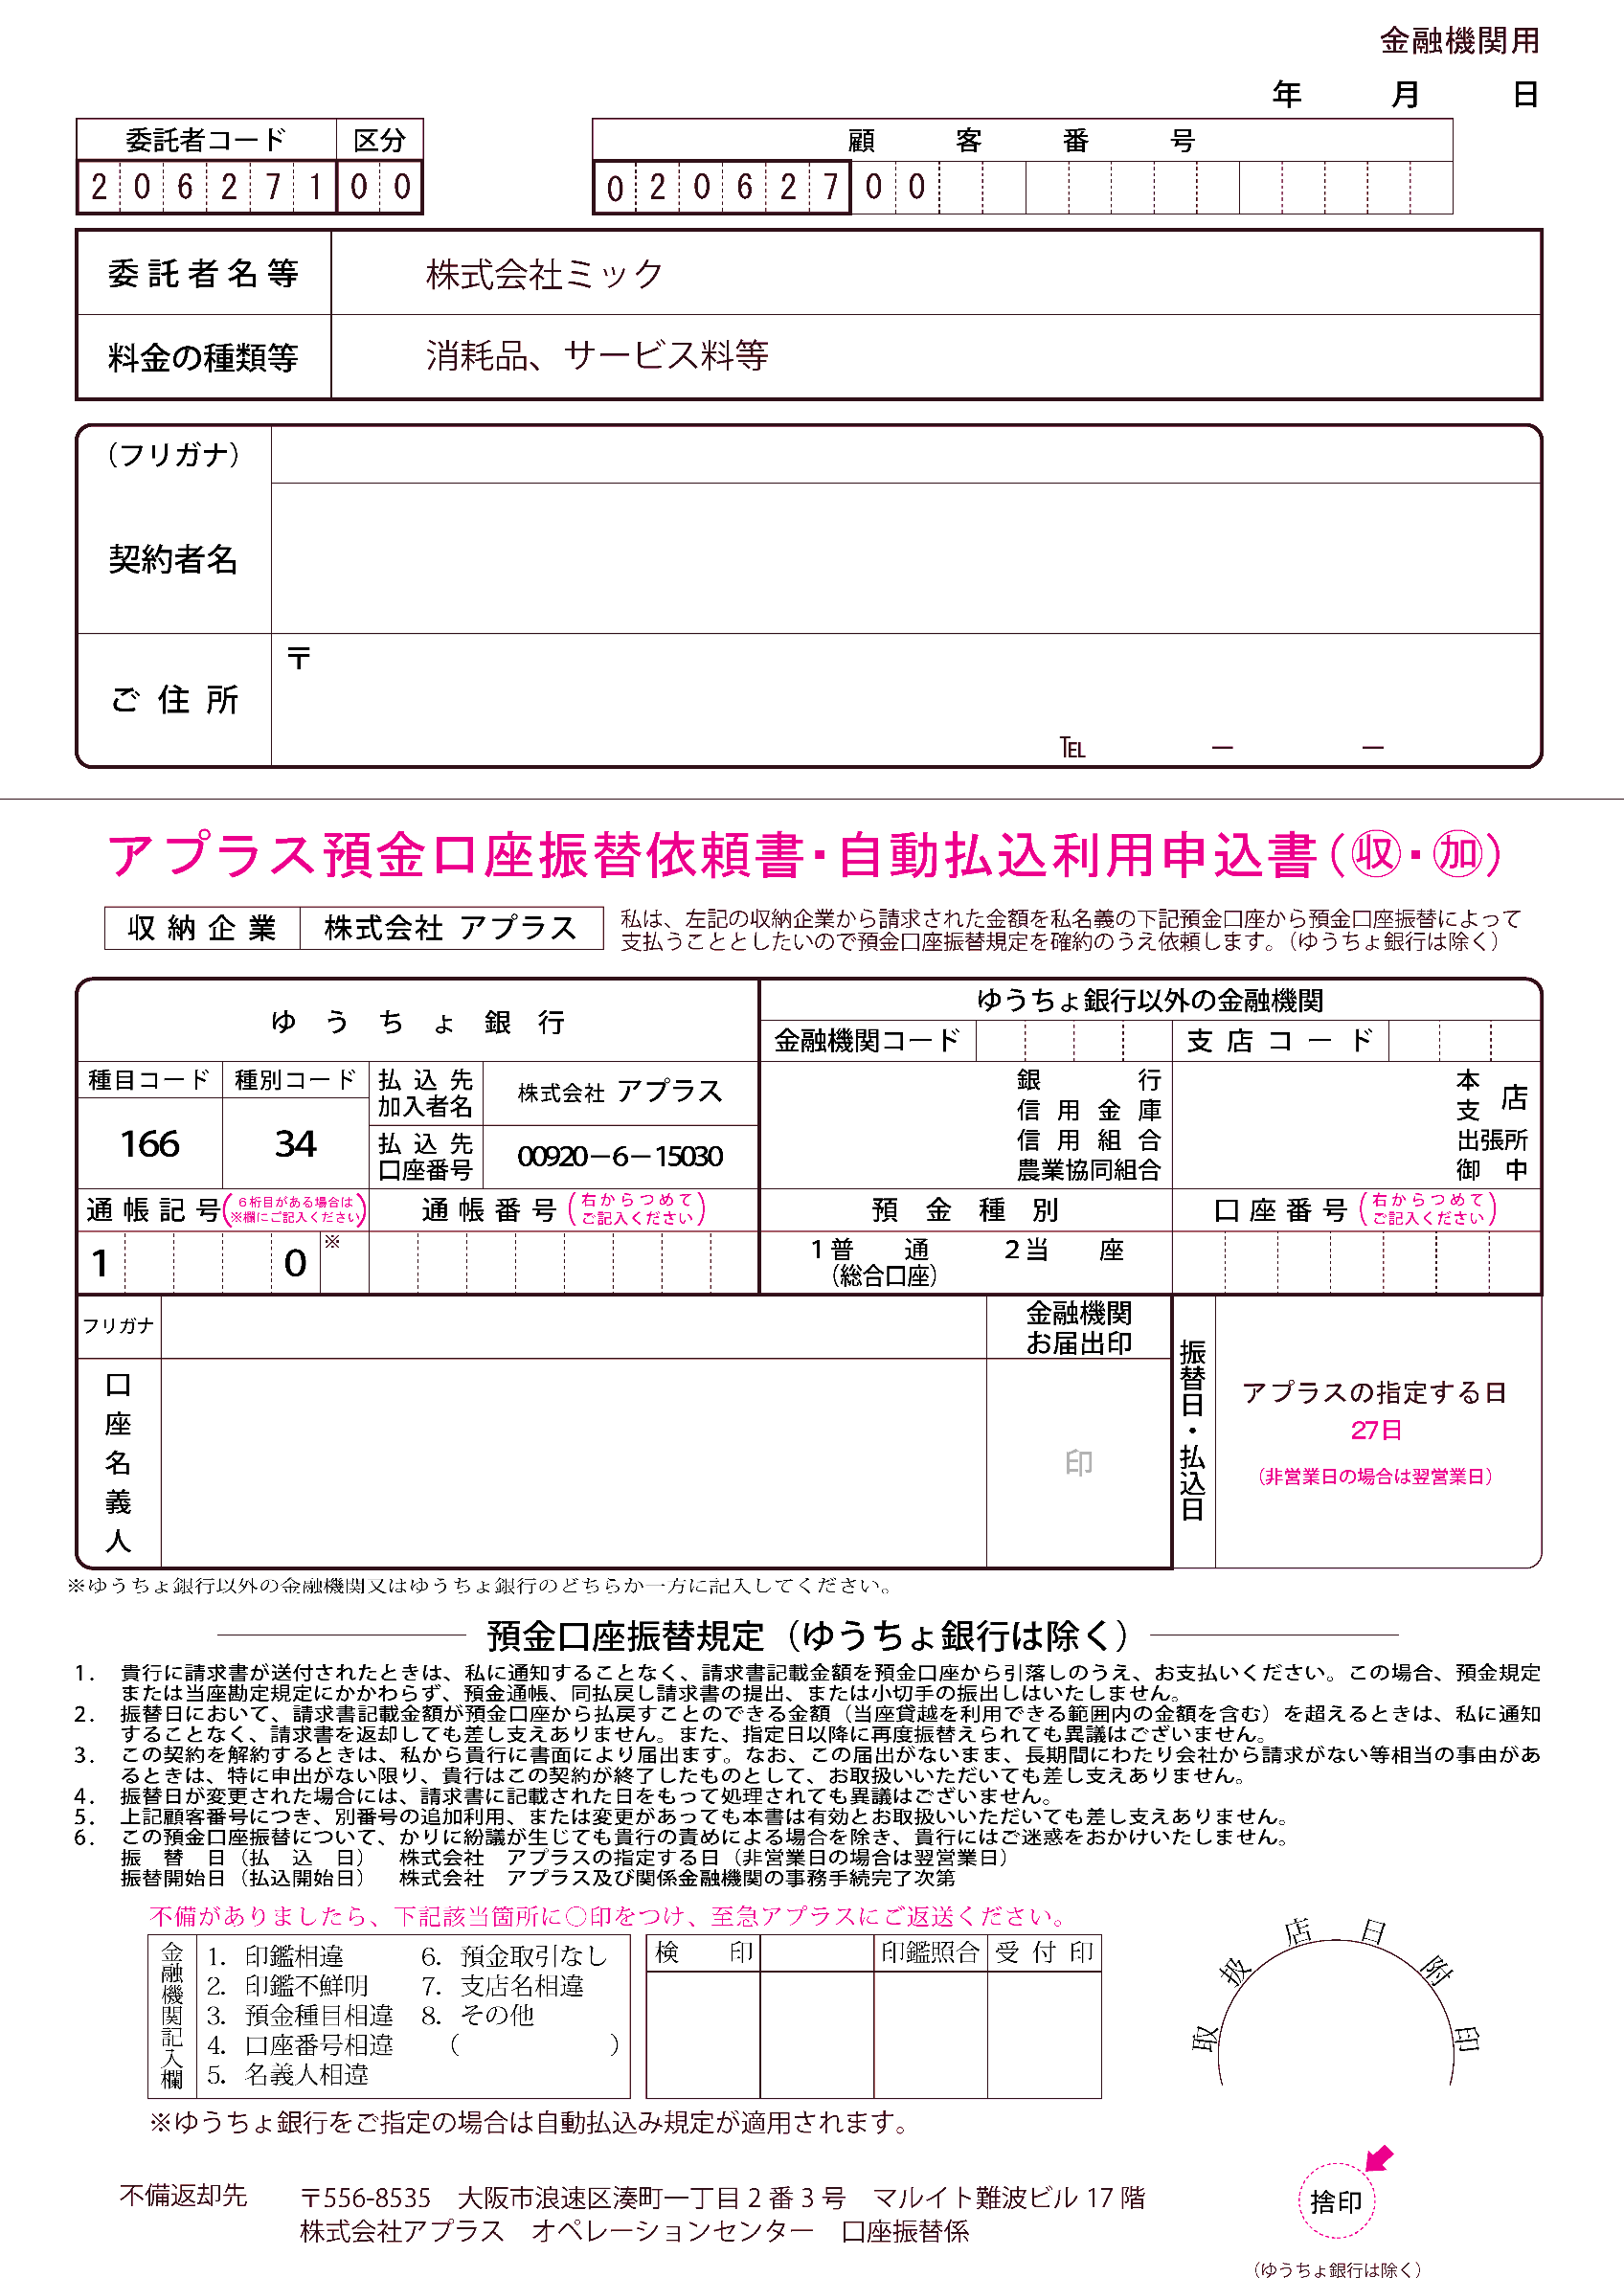 金融機関用
年　月　日
委託者コード　区分　顧客番号
2 0 6 2 7 1 0 0　0 2 0 6 2 7 0 0
委託者名等　株式会社ミック
料金の種類等　消耗品、サービス料等
（フリガナ）
契約者名
〒
ご住所
℡　－　－
アプラス預金口座振替依頼書・自動払込利用申込書（㊒収・加）
収納企業　株式会社 アプラス
私は、左記の収納企業から請求された金額を私名義の下記預金口座から預金口座振替によって
支払うこととしたいので預金口座振替規定を確約のうえ依頼します。（ゆうちょ銀行は除く）
ゆうちょ銀行
種目コード　種別コード　払込先加入者名　株式会社 アプラス
166　34　払込先口座番号　00920－6－15030
通帳記号（6桁目がある場合は※欄にご記入ください）　通帳番号（右からつめてご記入ください）
1　0　※
ゆうちょ銀行以外の金融機関
金融機関コード　支店コード
銀行　本店
信用金庫　支店
信用組合　出張所
農業協同組合　御中
預金種別　口座番号（右からつめてご記入ください）
1 普通（総合口座）　2 当座
フリガナ
口座名義人
金融機関お届出印
印
振替日・払込日
アプラスの指定する日
27日
（非営業日の場合は翌営業日）
※ゆうちょ銀行以外の金融機関又はゆうちょ銀行のどちらか一方に記入してください。
預金口座振替規定（ゆうちょ銀行は除く）
1. 貴行に請求書が送付されたときは、私に通知することなく、請求書記載金額を預金口座から引落しのうえ、お支払いください。この場合、預金規定
または当座勘定規定にかかわらず、預金通帳、同払戻し請求書の提出、または小切手の振出しはいたしません。
2. 振替日において、請求書記載金額が預金口座から払戻すことのできる金額（当座貸越を利用できる範囲内の金額を含む）を超えるときは、私に通知
することなく、請求書を返却しても差し支えありません。また、指定日以降に再度振替えられても異議はございません。
3. この契約を解約するときは、私から貴行に書面により届出ます。なお、この届出がないまま、長期間にわたり会社から請求がない等相当の事由があ
るときは、特に申出がない限り、貴行はこの契約が終了したものとして、お取扱いいただいても差し支えありません。
4. 振替日が変更された場合には、請求書に記載された日をもって処理されても異議はございません。
5. 上記顧客番号につき、別番号の追加利用、または変更があっても本書は有効とお取扱いいただいても差し支えありません。
6. この預金口座振替について、かりに紛議が生じても貴行の責めによる場合を除き、貴行にはご迷惑をおかけいたしません。
振替日（払込日）　株式会社　アプラスの指定する日（非営業日の場合は翌営業日）
振替開始日（払込開始日）　株式会社　アプラス及び関係金融機関の事務手続完了次第
不備がありましたら、下記該当箇所に○印をつけ、至急アプラスにご返送ください。
金融機関記入欄
1. 印鑑相違　6. 預金取引なし
2. 印鑑不鮮明　7. 支店名相違
3. 預金種目相違　8. その他
4. 口座番号相違　（　）
5. 名義人相違
検印　印鑑照合　受付印
取扱店日附印
※ゆうちょ銀行をご指定の場合は自動払込み規定が適用されます。
不備返却先　〒556-8535　大阪市浪速区湊町一丁目2番3号　マルイト難波ビル17階
株式会社アプラス　オペレーションセンター　口座振替係
捨印
（ゆうちょ銀行は除く）